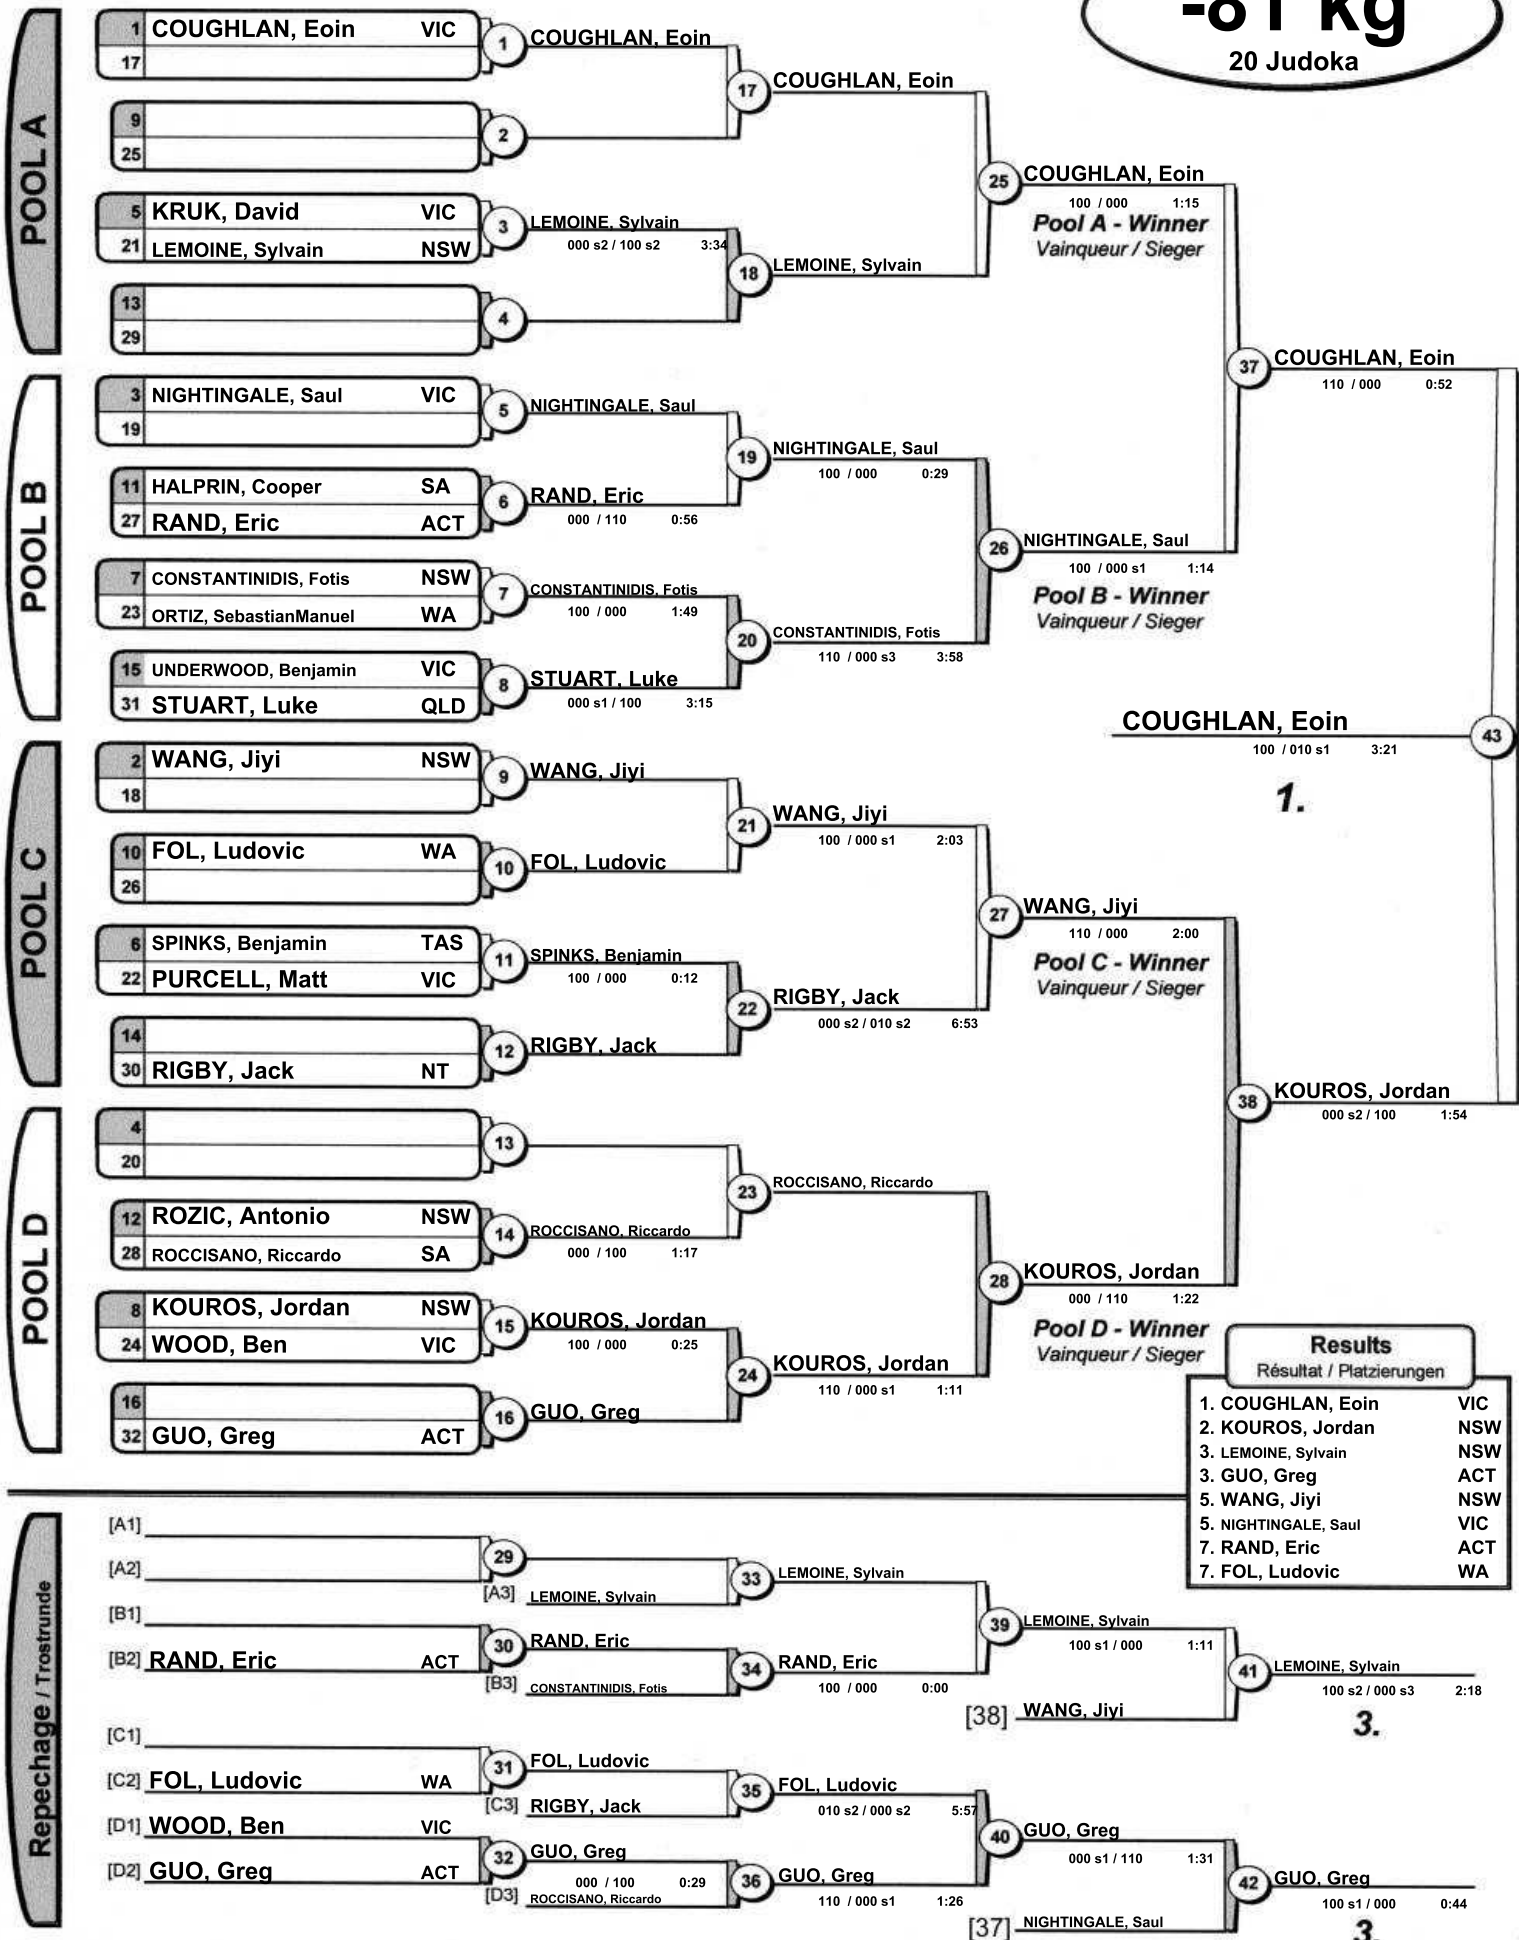 -81 kg
20 Judoka
POOL A
1 COUGHLAN, Eoin VIC
17
1 COUGHLAN, Eoin
9
25
2
17 COUGHLAN, Eoin
5 KRUK, David VIC
21 LEMOINE, Sylvain NSW
3 LEMOINE, Sylvain
000 s2 / 100 s2 3:34
13
29
4
18 LEMOINE, Sylvain
25 COUGHLAN, Eoin
100 / 000 1:15
Pool A - Winner
Vainqueur / Sieger
POOL B
3 NIGHTINGALE, Saul VIC
19
5 NIGHTINGALE, Saul
11 HALPRIN, Cooper SA
27 RAND, Eric ACT
6 RAND, Eric
000 / 110 0:56
19 NIGHTINGALE, Saul
100 / 000 0:29
7 CONSTANTINIDIS, Fotis NSW
23 ORTIZ, SebastianManuel WA
7 CONSTANTINIDIS, Fotis
100 / 000 1:49
15 UNDERWOOD, Benjamin VIC
31 STUART, Luke QLD
8 STUART, Luke
000 s1 / 100 3:15
20 CONSTANTINIDIS, Fotis
110 / 000 s3 3:58
26 NIGHTINGALE, Saul
100 / 000 s1 1:14
Pool B - Winner
Vainqueur / Sieger
37 COUGHLAN, Eoin
110 / 000 0:52
COUGHLAN, Eoin 43
100 / 010 s1 3:21
1.
POOL C
2 WANG, Jiyi NSW
18
9 WANG, Jiyi
10 FOL, Ludovic WA
26
10 FOL, Ludovic
21 WANG, Jiyi
100 / 000 s1 2:03
6 SPINKS, Benjamin TAS
22 PURCELL, Matt VIC
11 SPINKS, Benjamin
100 / 000 0:12
14
30 RIGBY, Jack NT
12 RIGBY, Jack
22 RIGBY, Jack
000 s2 / 010 s2 6:53
27 WANG, Jiyi
110 / 000 2:00
Pool C - Winner
Vainqueur / Sieger
POOL D
4
20
13
12 ROZIC, Antonio NSW
28 ROCCISANO, Riccardo SA
14 ROCCISANO, Riccardo
000 / 100 1:17
23 ROCCISANO, Riccardo
8 KOUROS, Jordan NSW
24 WOOD, Ben VIC
15 KOUROS, Jordan
100 / 000 0:25
16
32 GUO, Greg ACT
16 GUO, Greg
24 KOUROS, Jordan
110 / 000 s1 1:11
28 KOUROS, Jordan
000 / 110 1:22
Pool D - Winner
Vainqueur / Sieger
38 KOUROS, Jordan
000 s2 / 100 1:54
Results
Résultat / Platzierungen
1. COUGHLAN, Eoin VIC
2. KOUROS, Jordan NSW
3. LEMOINE, Sylvain NSW
3. GUO, Greg ACT
5. WANG, Jiyi NSW
5. NIGHTINGALE, Saul VIC
7. RAND, Eric ACT
7. FOL, Ludovic WA
Repechage / Trostrunde
[A1]
[A2]
29
[A3] LEMOINE, Sylvain
33 LEMOINE, Sylvain
[B1]
[B2] RAND, Eric ACT
30 RAND, Eric
[B3] CONSTANTINIDIS, Fotis
34 RAND, Eric
100 / 000 0:00
39 LEMOINE, Sylvain
100 s1 / 000 1:11
[38] WANG, Jiyi
41 LEMOINE, Sylvain
100 s2 / 000 s3 2:18
3.
[C1]
[C2] FOL, Ludovic WA
31 FOL, Ludovic
[C3] RIGBY, Jack
35 FOL, Ludovic
010 s2 / 000 s2 5:57
[D1] WOOD, Ben VIC
[D2] GUO, Greg ACT
32 GUO, Greg
000 / 100 0:29
[D3] ROCCISANO, Riccardo
36 GUO, Greg
110 / 000 s1 1:26
40 GUO, Greg
000 s1 / 110 1:31
[37] NIGHTINGALE, Saul
42 GUO, Greg
100 s1 / 000 0:44
3.